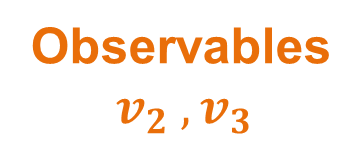 Observables
v₂ , v₃